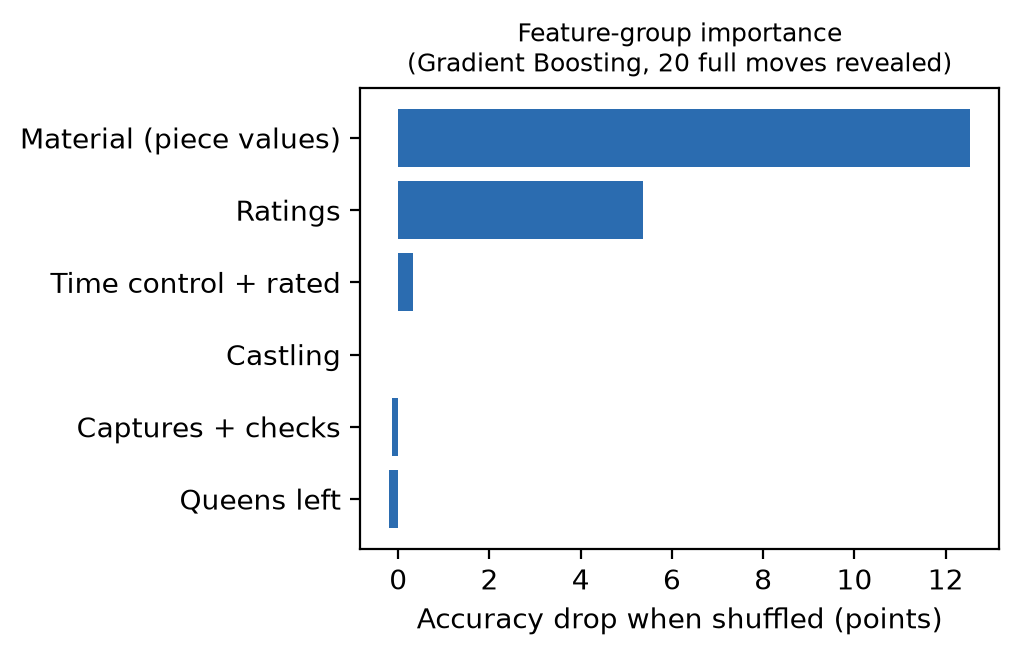 Feature-group importance
(Gradient Boosting, 20 full moves revealed)
Material (piece values)
Ratings
Time control + rated
Castling
Captures + checks
Queens left
0 2 4 6 8 10 12
Accuracy drop when shuffled (points)